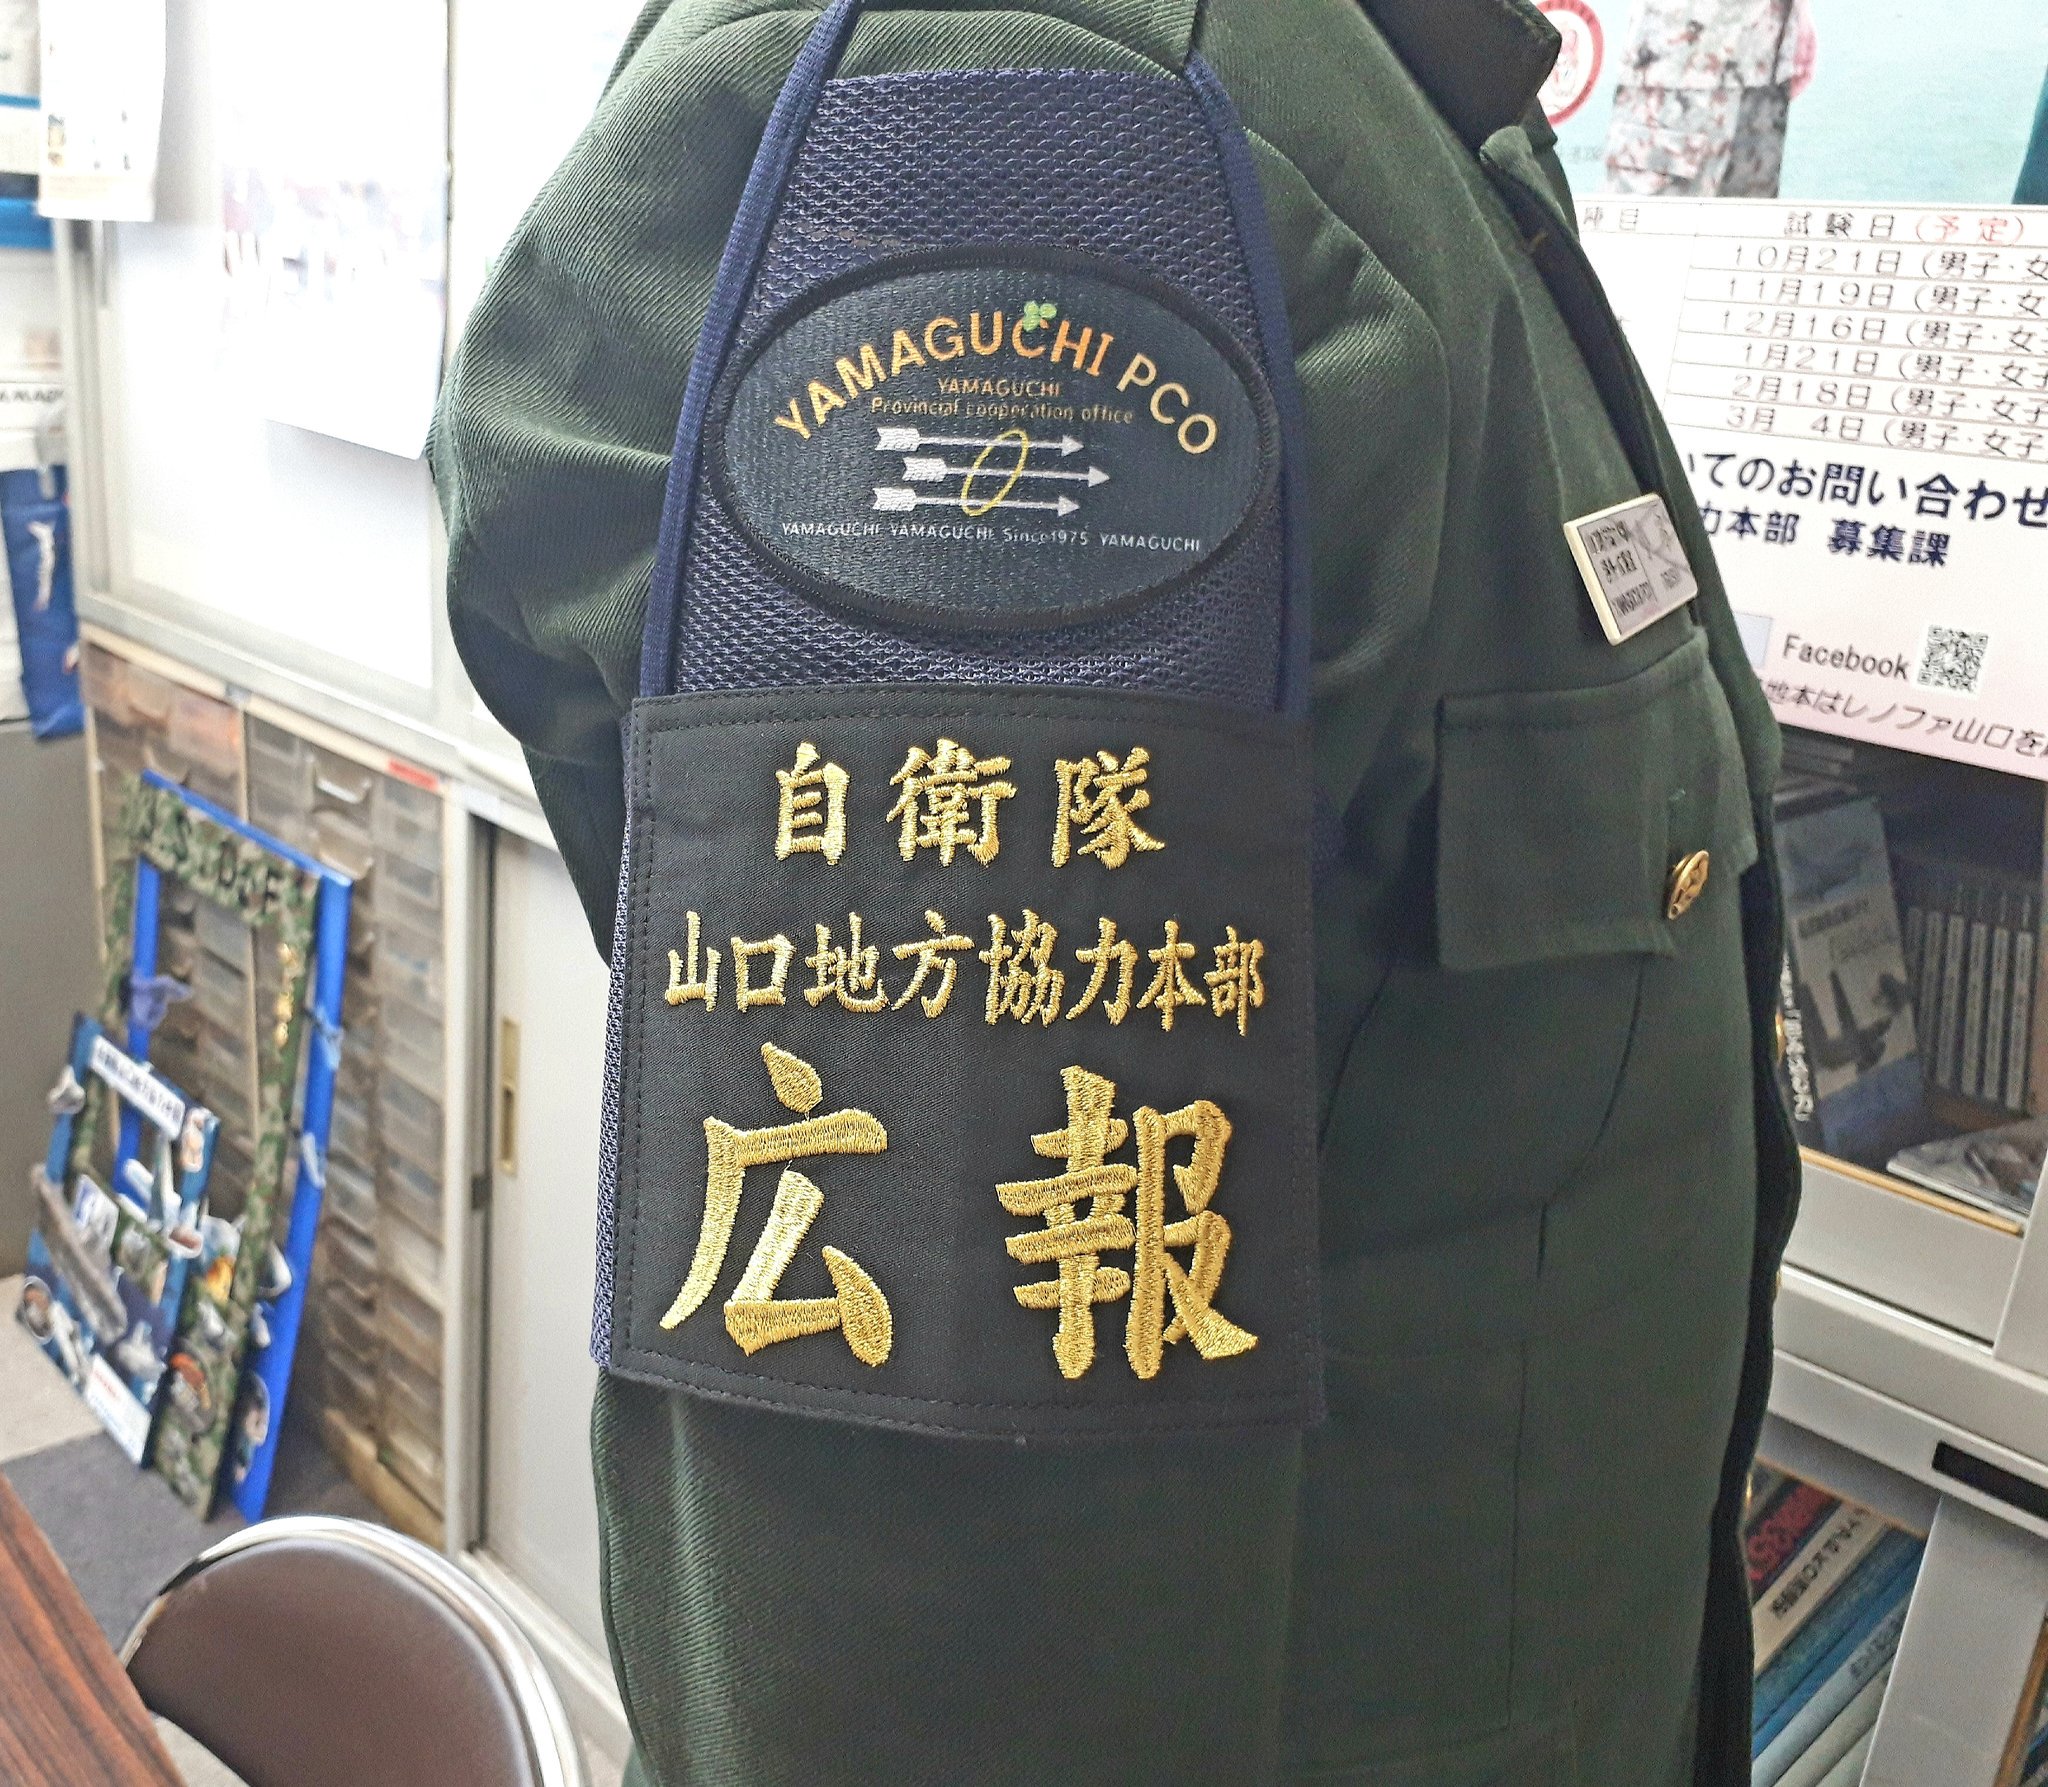 YAMAGUCHI PCO
YAMAGUCHI
Provincial cooperation office
YAMAGUCHI YAMAGUCHI Since1975 YAMAGUCHI
自衛隊
山口地方協力本部
広報
試験日(予定)
10月21日(男子・女
11月19日(男子・女
12月16日(男子・女
1月21日(男子・女子
2月18日(男子・女子
3月 4日(男子・女子
いてのお問い合わせ
力本部 募集課
Facebook
地本はレノファ山口を